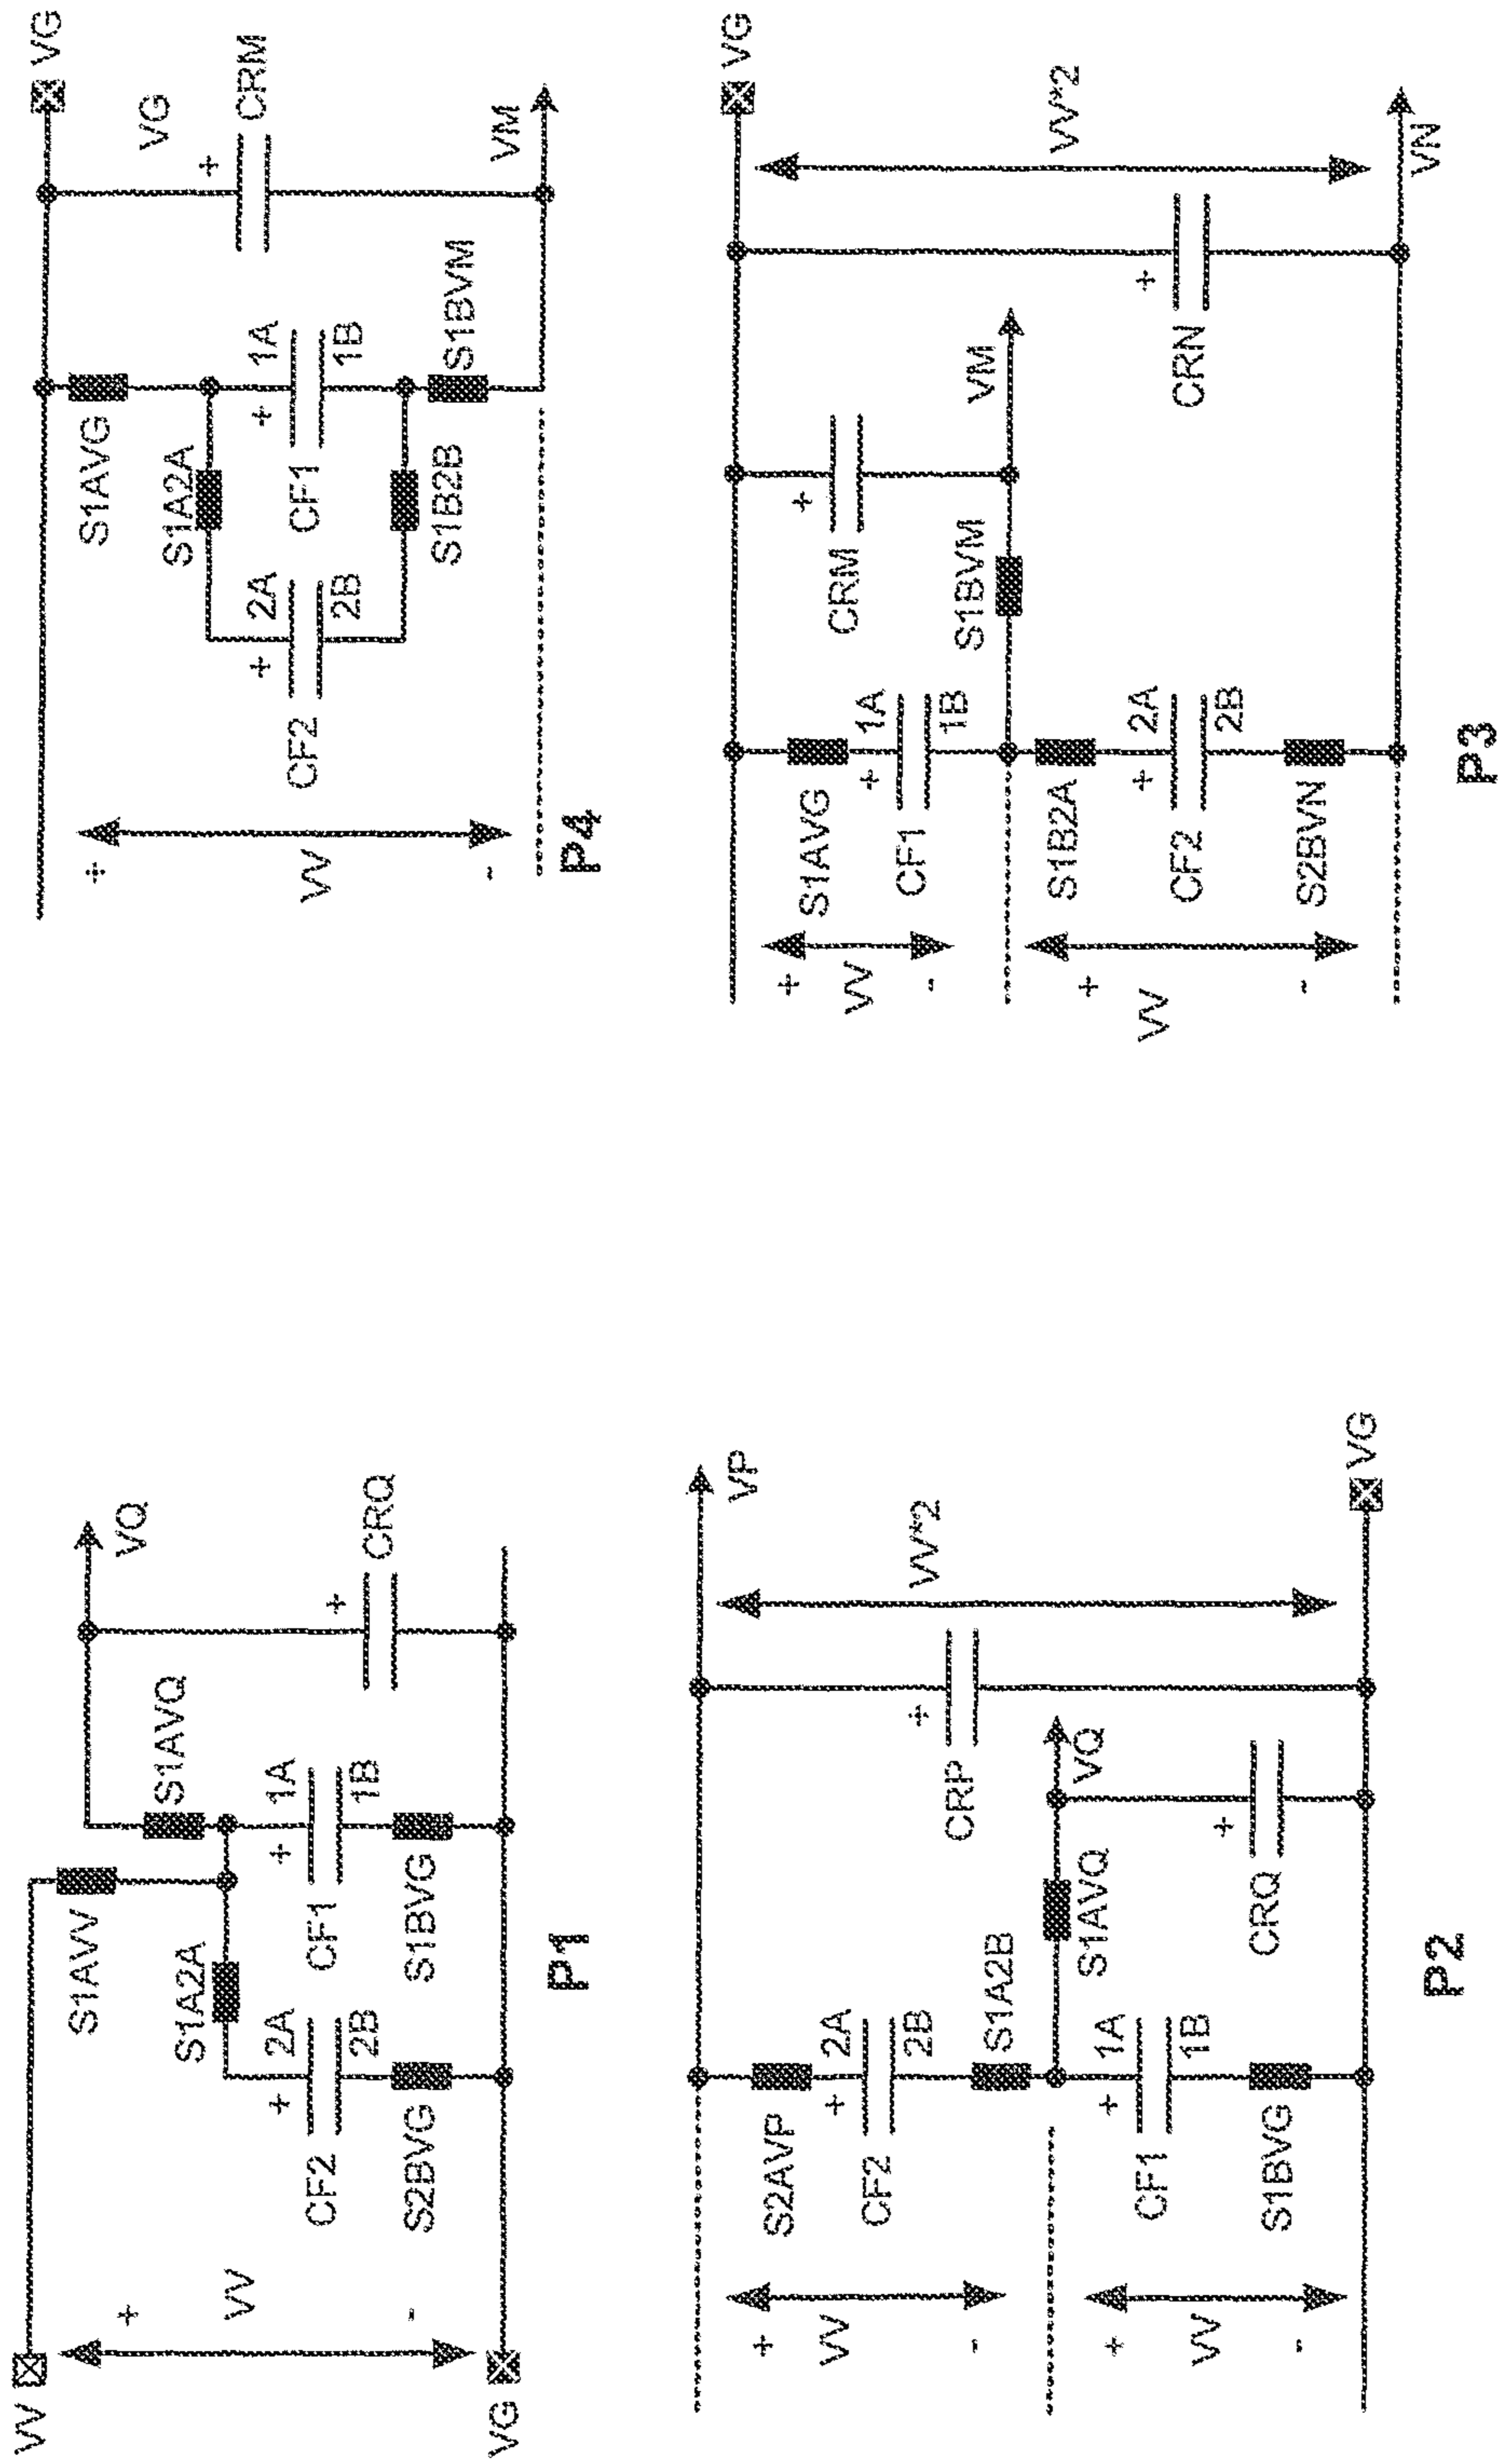 VV
S1AVV
VQ
+
S1AVQ
S1A2A
VV
2A
+
CF2
2B
1A
+
CF1
1B
+
CRQ
-
S2BVG
S1BVG
VG
P1
VG
S1AVG
+
VG
S1A2A
+
CRM
2A
+
CF2
2B
1A
+
CF1
1B
VV
S1B2B
S1BVM
-
VM
P4
VP
+
VV
-
S2AVP
2A
+
CF2
2B
S1A2B
+
CRP
VV*2
S1AVQ
VQ
+
VV
-
1A
+
CF1
1B
S1BVG
+
CRQ
VG
P2
VG
+
VV
-
S1AVG
1A
+
CF1
1B
+
CRM
S1BVM
VM
VV*2
+
VV
-
S1B2A
2A
+
CF2
2B
S2BVN
+
CRN
VN
P3